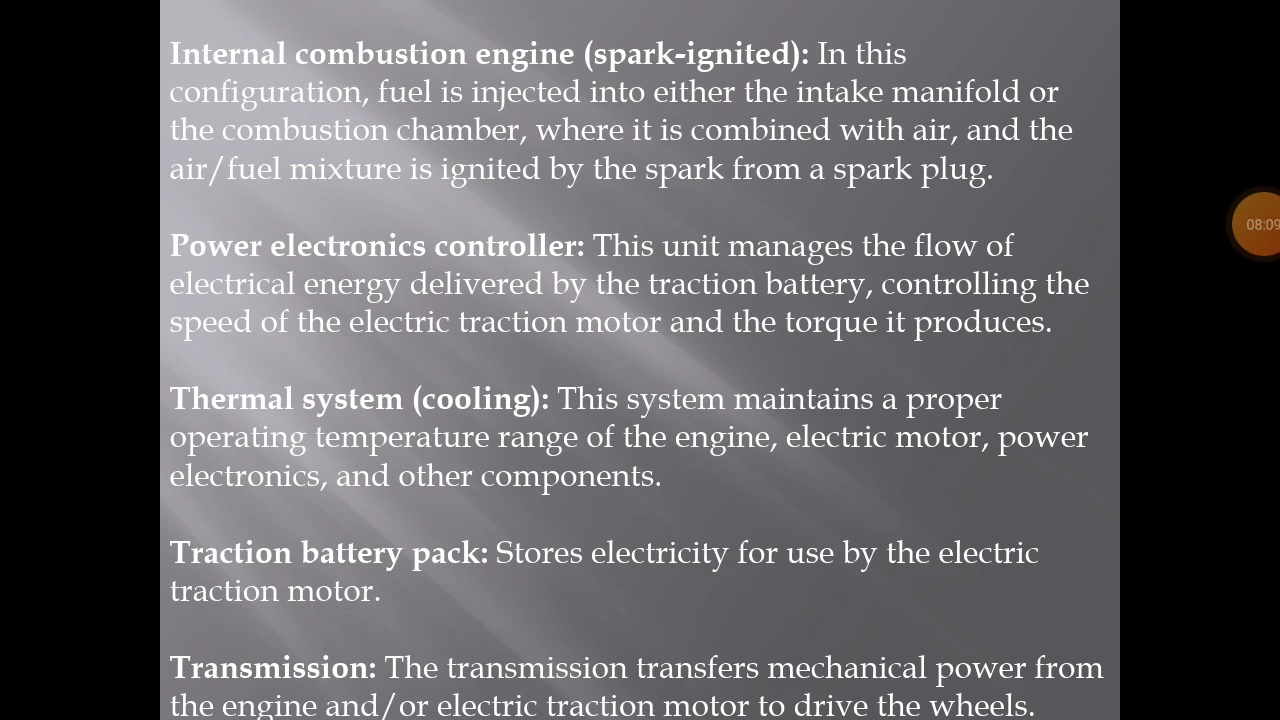 Internal combustion engine (spark-ignited): In this
configuration, fuel is injected into either the intake manifold or
the combustion chamber, where it is combined with air, and the
air/fuel mixture is ignited by the spark from a spark plug.
Power electronics controller: This unit manages the flow of
electrical energy delivered by the traction battery, controlling the
speed of the electric traction motor and the torque it produces.
Thermal system (cooling): This system maintains a proper
operating temperature range of the engine, electric motor, power
electronics, and other components.
Traction battery pack: Stores electricity for use by the electric
traction motor.
Transmission: The transmission transfers mechanical power from
the engine and/or electric traction motor to drive the wheels.
08:09